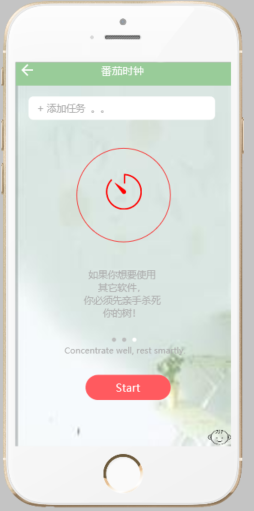 番茄时钟
+ 添加任务 。。
如果你想要使用
其它软件，
你必须先亲手杀死
你的树！
Concentrate well, rest smartly.
Start